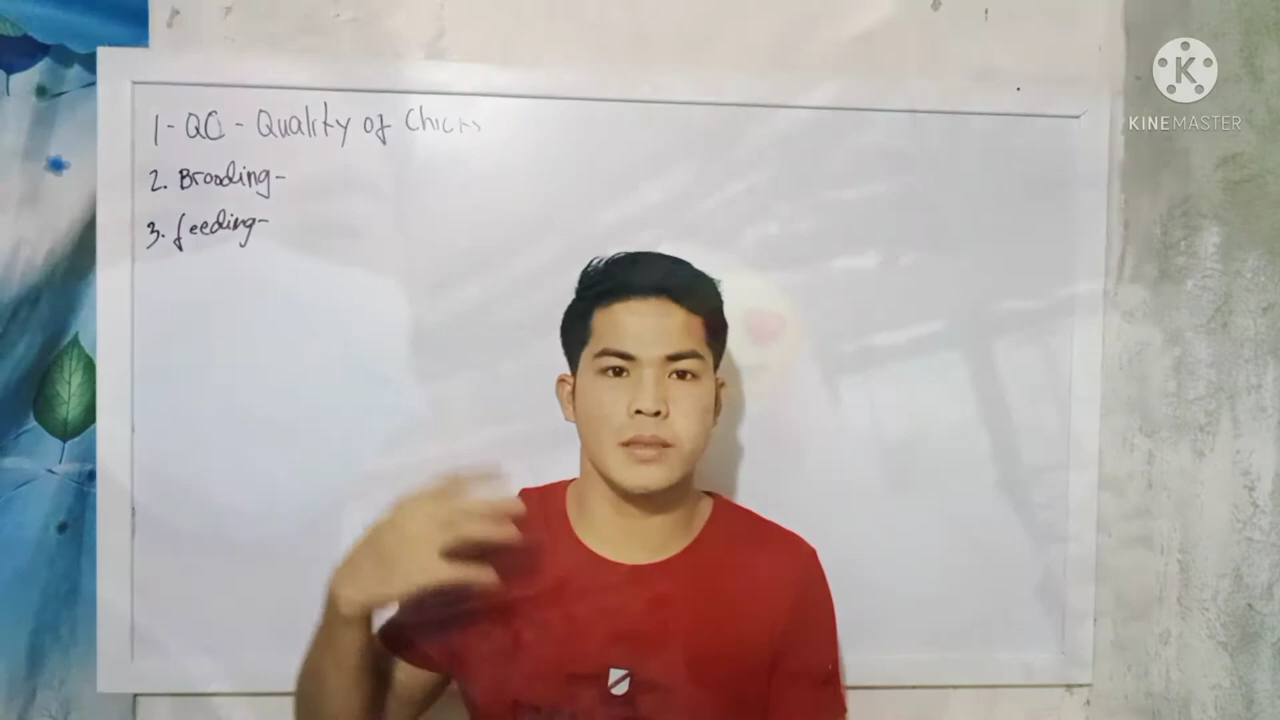 1- QC - Quality of Chicks
2. Brooding-
3. feeding-
K
KINEMASTER